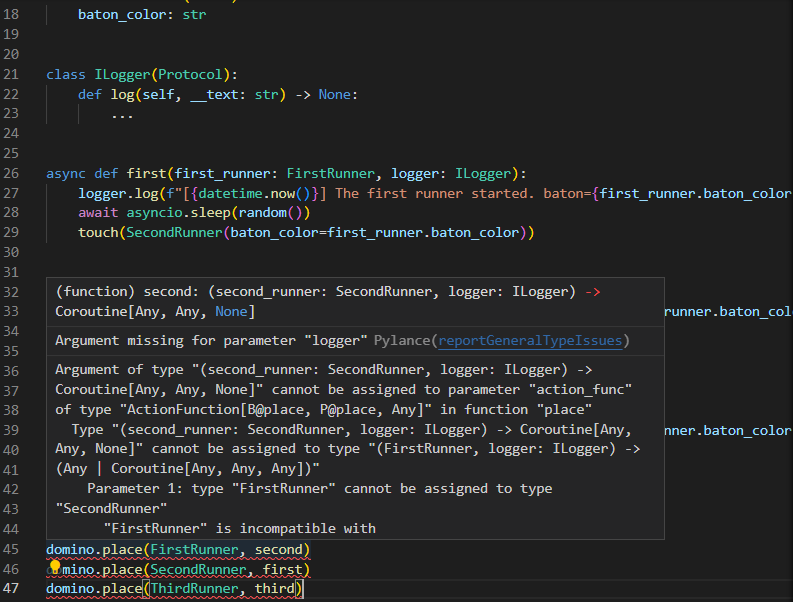 18 baton_color: str
19
20
21 class ILogger(Protocol):
22 def log(self, __text: str) -> None:
23 ...
24
25
26 async def first(first_runner: FirstRunner, logger: ILogger):
27 logger.log(f"[{datetime.now()}] The first runner started. baton={first_runner.baton_color
28 await asyncio.sleep(random())
29 touch(SecondRunner(baton_color=first_runner.baton_color))
30
31
32 (function) second: (second_runner: SecondRunner, logger: ILogger) ->
33 Coroutine[Any, Any, None] runner.baton_col
34 Argument missing for parameter "logger" Pylance(reportGeneralTypeIssues)
35
36 Argument of type "(second_runner: SecondRunner, logger: ILogger) ->
37 Coroutine[Any, Any, None]" cannot be assigned to parameter "action_func"
38 of type "ActionFunction[B@place, P@place, Any]" in function "place"
39 Type "(second_runner: SecondRunner, logger: ILogger) -> Coroutine[Any, nner.baton_color
40 Any, None]" cannot be assigned to type "(FirstRunner, logger: ILogger) ->
41 (Any | Coroutine[Any, Any, Any])"
42 Parameter 1: type "FirstRunner" cannot be assigned to type
43 "SecondRunner"
44 "FirstRunner" is incompatible with
45 domino.place(FirstRunner, second)
46 domino.place(SecondRunner, first)
47 domino.place(ThirdRunner, third)